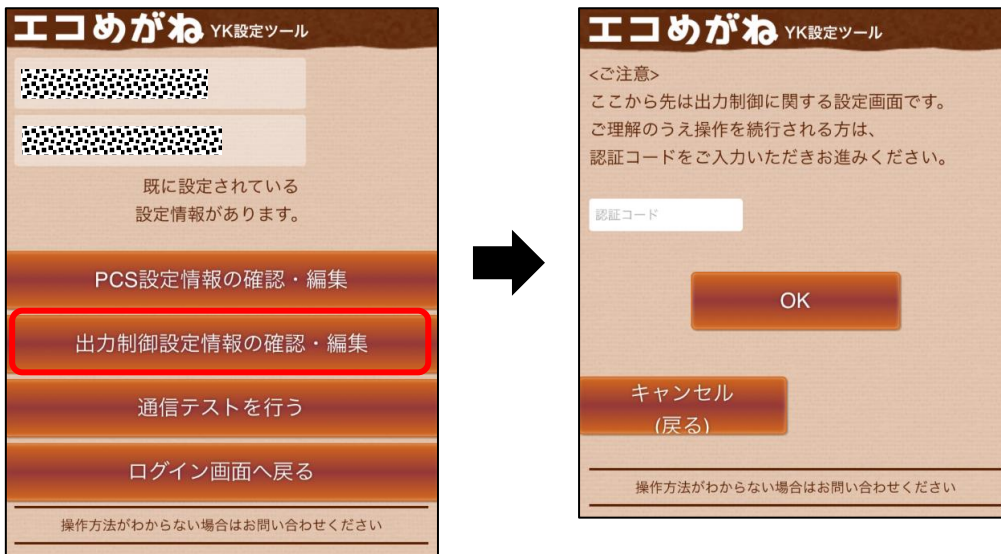 エコめがね YK設定ツール
既に設定されている
設定情報があります。
PCS設定情報の確認・編集
出力制御設定情報の確認・編集
通信テストを行う
ログイン画面へ戻る
操作方法がわからない場合はお問い合わせください
エコめがね YK設定ツール
<ご注意>
ここから先は出力制御に関する設定画面です。
ご理解のうえ操作を続行される方は、
認証コードをご入力いただきお進みください。
認証コード
OK
キャンセル
(戻る)
操作方法がわからない場合はお問い合わせください